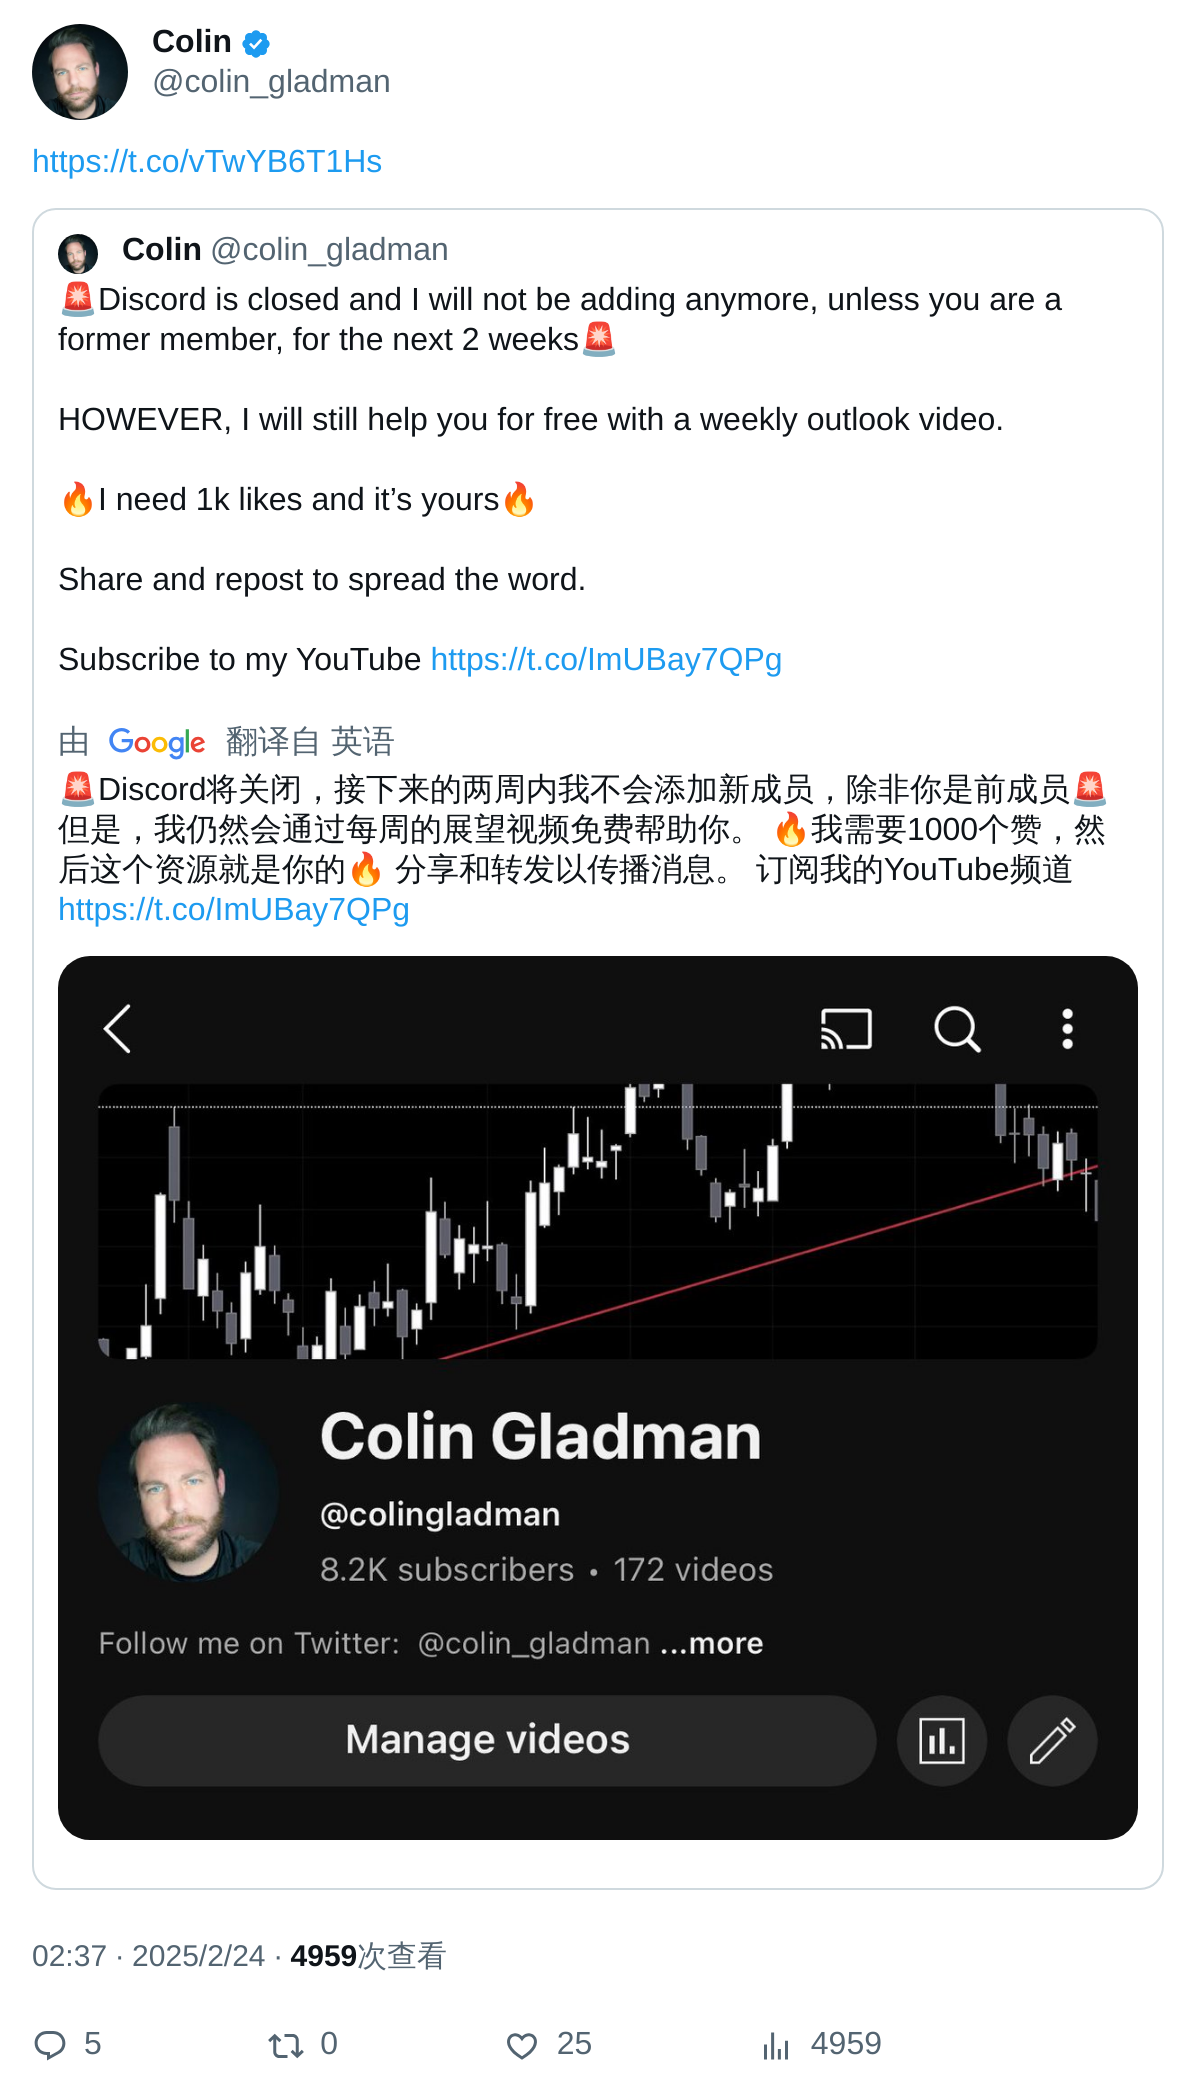 Colin
@colin_gladman
https://t.co/vTwYB6T1Hs
Colin @colin_gladman
🚨Discord is closed and I will not be adding anymore, unless you are a
former member, for the next 2 weeks🚨
HOWEVER, I will still help you for free with a weekly outlook video.
🔥I need 1k likes and it’s yours🔥
Share and repost to spread the word.
Subscribe to my YouTube https://t.co/ImUBay7QPg
由 Google 翻译自 英语
🚨Discord将关闭，接下来的两周内我不会添加新成员，除非你是前成员🚨
但是，我仍然会通过每周的展望视频免费帮助你。 🔥我需要1000个赞，然
后这个资源就是你的🔥 分享和转发以传播消息。 订阅我的YouTube频道
https://t.co/ImUBay7QPg
Colin Gladman
@colingladman
8.2K subscribers • 172 videos
Follow me on Twitter: @colin_gladman ...more
Manage videos
02:37 · 2025/2/24 · 4959次查看
5 0 25 4959